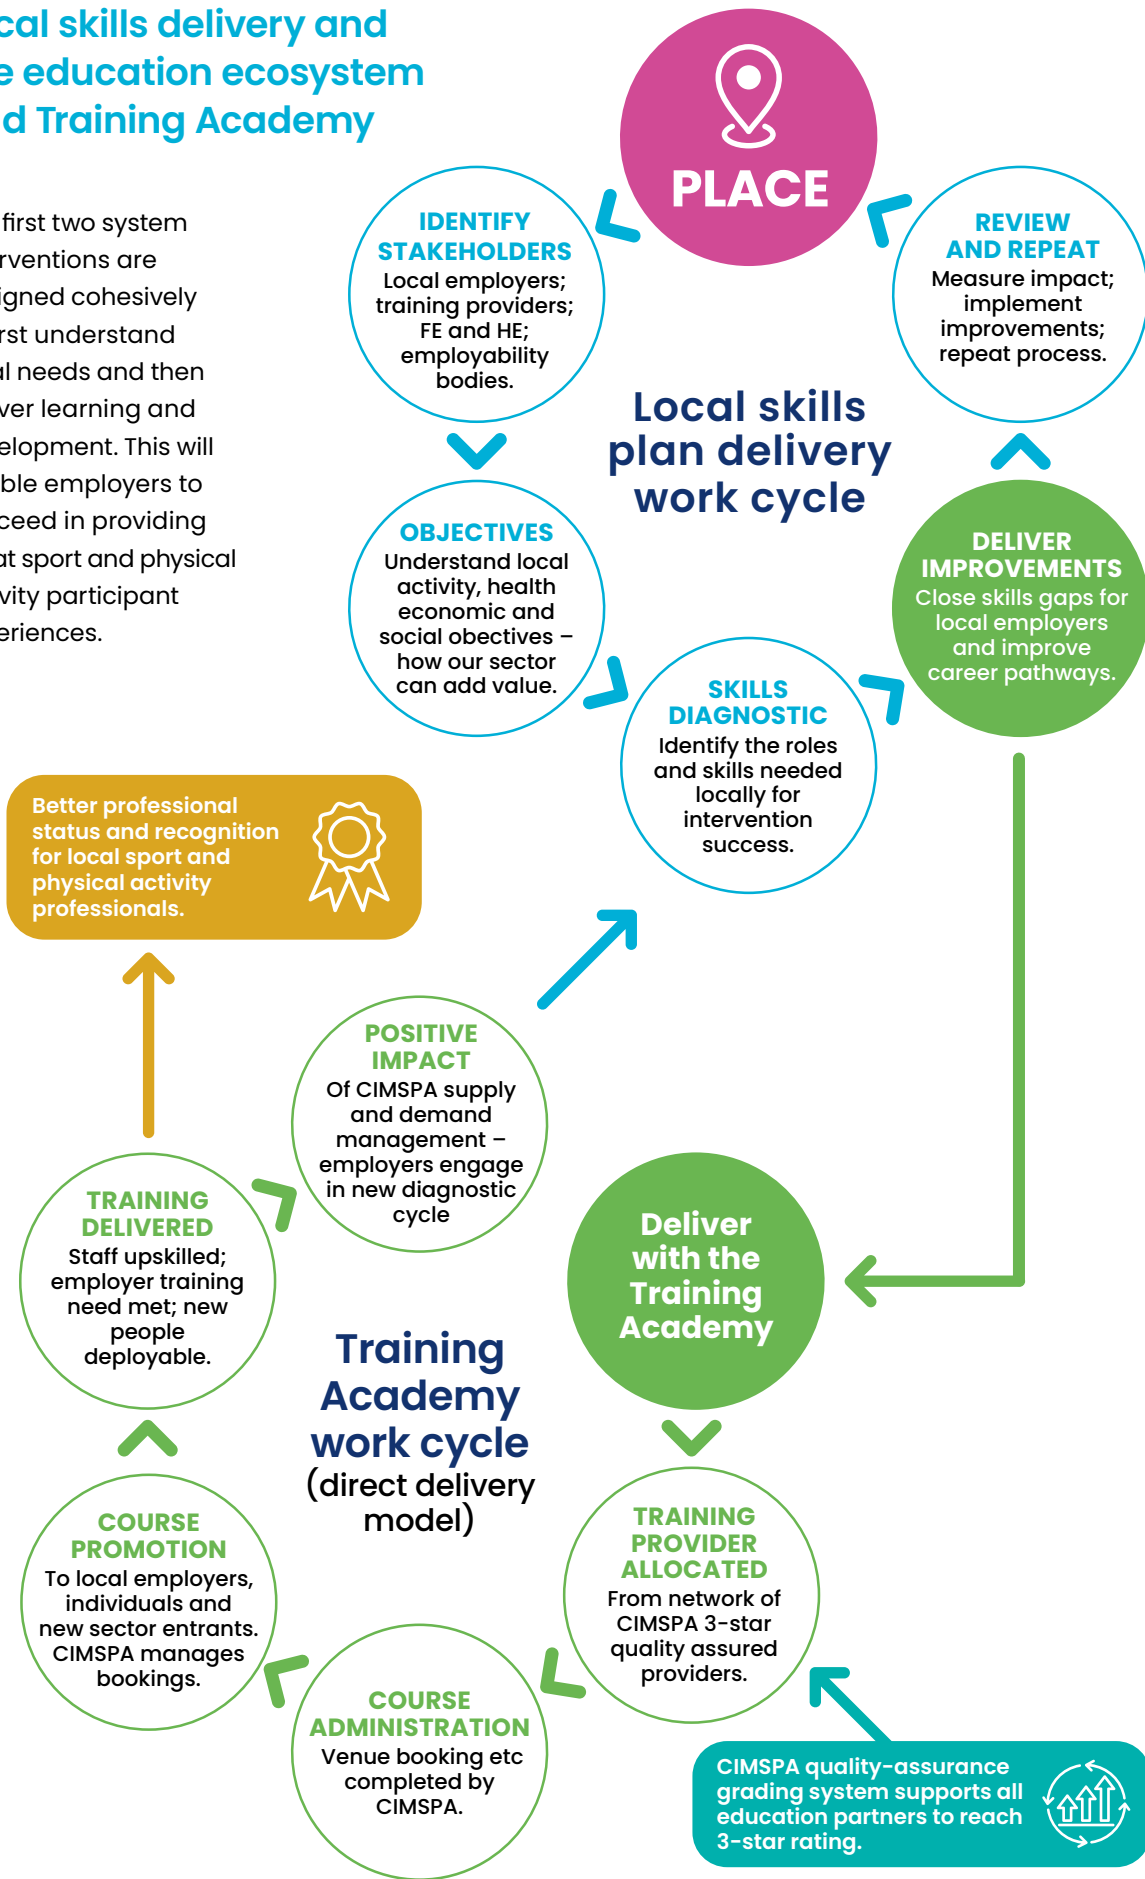 cal skills delivery and
e education ecosystem
d Training Academy
first two system
erventions are
igned cohesively
irst understand
al needs and then
ver learning and
elopment. This will
ble employers to
ceed in providing
at sport and physical
ivity participant
eriences.
PLACE
IDENTIFY
STAKEHOLDERS
Local employers;
training providers;
FE and HE;
employability
bodies.
REVIEW
AND REPEAT
Measure impact;
implement
improvements;
repeat process.
Local skills
plan delivery
work cycle
OBJECTIVES
Understand local
activity, health
economic and
social obectives –
how our sector
can add value.
DELIVER
IMPROVEMENTS
Close skills gaps for
local employers
and improve
career pathways.
SKILLS
DIAGNOSTIC
Identify the roles
and skills needed
locally for
intervention
success.
Better professional
status and recognition
for local sport and
physical activity
professionals.
POSITIVE
IMPACT
Of CIMSPA supply
and demand
management –
employers engage
in new diagnostic
cycle
TRAINING
DELIVERED
Staff upskilled;
employer training
need met; new
people
deployable.
Deliver
with the
Training
Academy
Training
Academy
work cycle
(direct delivery
model)
COURSE
PROMOTION
To local employers,
individuals and
new sector entrants.
CIMSPA manages
bookings.
TRAINING
PROVIDER
ALLOCATED
From network of
CIMSPA 3-star
quality assured
providers.
COURSE
ADMINISTRATION
Venue booking etc
completed by
CIMSPA.
CIMSPA quality-assurance
grading system supports all
education partners to reach
3-star rating.